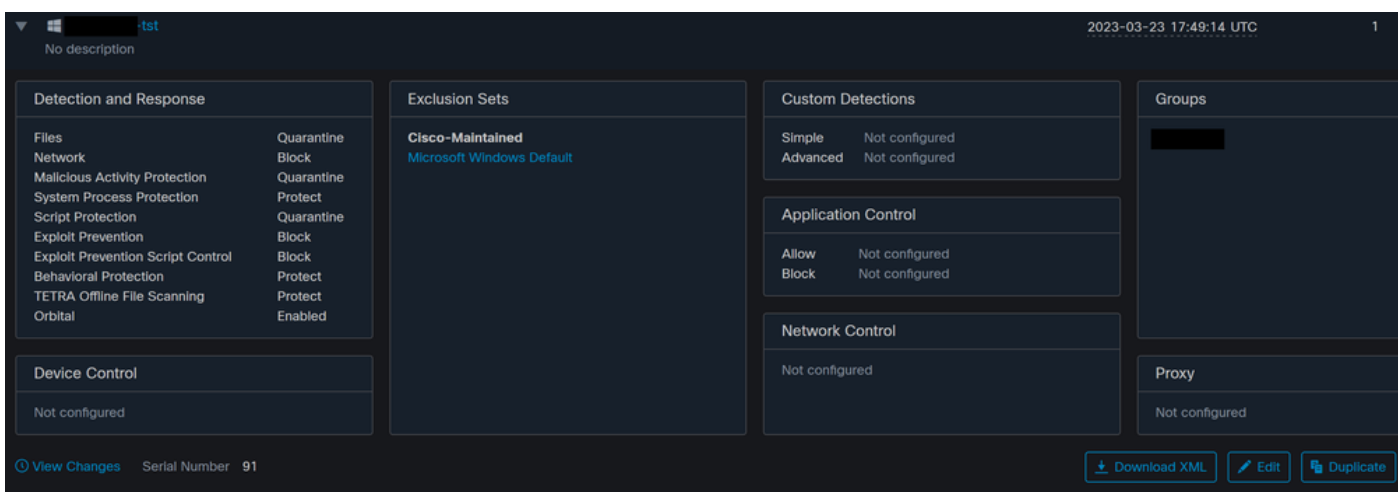 -tst 2023-03-23 17:49:14 UTC 1
No description
Detection and Response
Files Quarantine
Network Block
Malicious Activity Protection Quarantine
System Process Protection Protect
Script Protection Quarantine
Exploit Prevention Block
Exploit Prevention Script Control Block
Behavioral Protection Protect
TETRA Offline File Scanning Protect
Orbital Enabled
Device Control
Not configured
Exclusion Sets
Cisco-Maintained
Microsoft Windows Default
Custom Detections
Simple Not configured
Advanced Not configured
Application Control
Allow Not configured
Block Not configured
Network Control
Not configured
Groups
Proxy
Not configured
View Changes Serial Number 91 Download XML Edit Duplicate